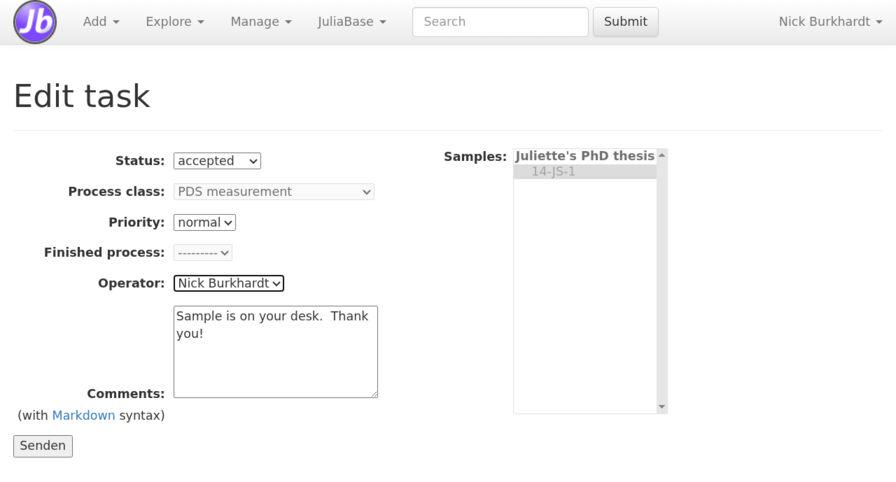 Jb Add Explore Manage JuliaBase Search Submit Nick Burkhardt
Edit task
Status: accepted
Process class: PDS measurement
Priority: normal
Finished process: ---------
Operator: Nick Burkhardt
Sample is on your desk.  Thank
you!
Comments:
(with Markdown syntax)
Senden
Samples: Juliette's PhD thesis
14-JS-1